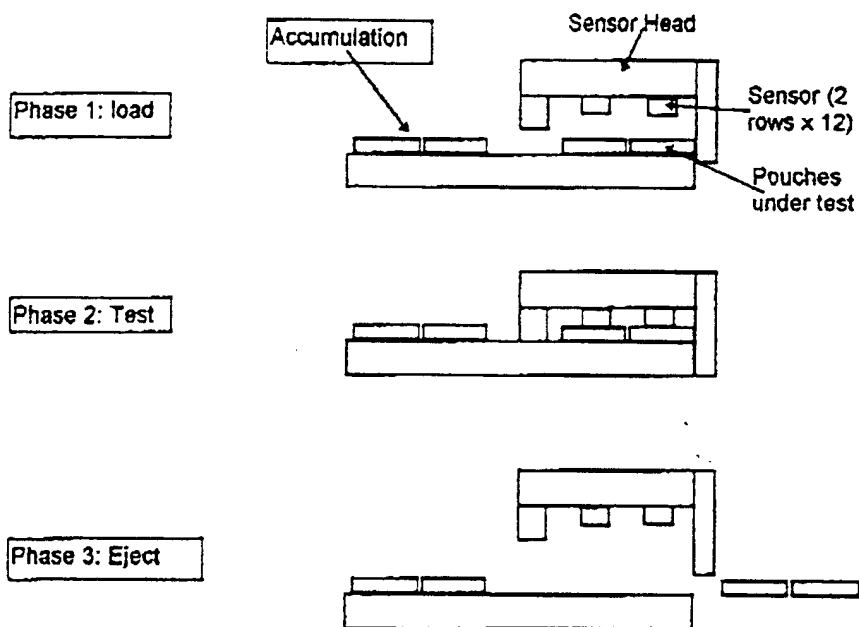 Accumulation
Sensor Head
Phase 1: load
Sensor (2
rows x 12)
Pouches
under test
Phase 2: Test
Phase 3: Eject